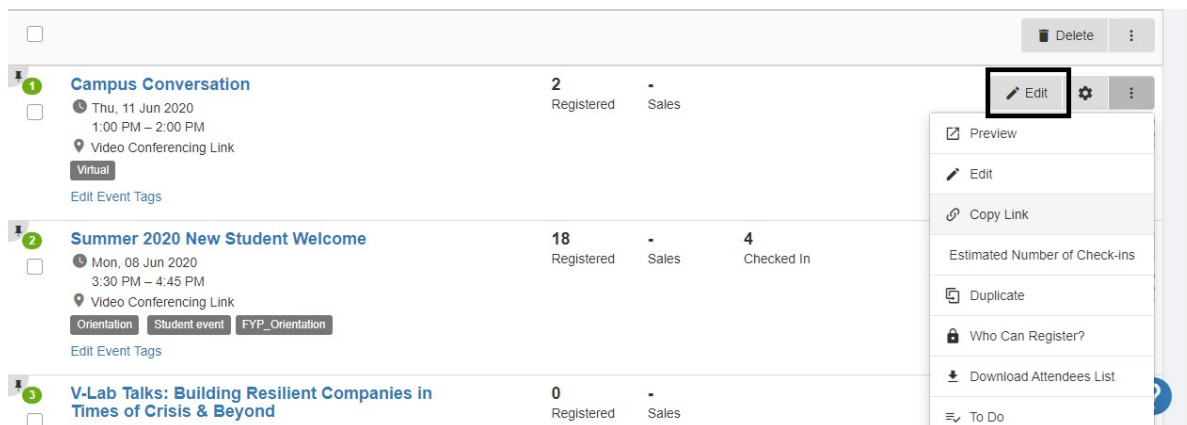 Delete
1
Campus Conversation
Thu, 11 Jun 2020
1:00 PM – 2:00 PM
Video Conferencing Link
Virtual
Edit Event Tags
2
Registered
-
Sales
Edit
Preview
Edit
Copy Link
Estimated Number of Check-ins
Duplicate
Who Can Register?
Download Attendees List
To Do
2
Summer 2020 New Student Welcome
Mon, 08 Jun 2020
3:30 PM – 4:45 PM
Video Conferencing Link
Orientation Student event FYP_Orientation
Edit Event Tags
18
Registered
-
Sales
4
Checked In
3
V-Lab Talks: Building Resilient Companies in
Times of Crisis & Beyond
0
Registered
-
Sales
?